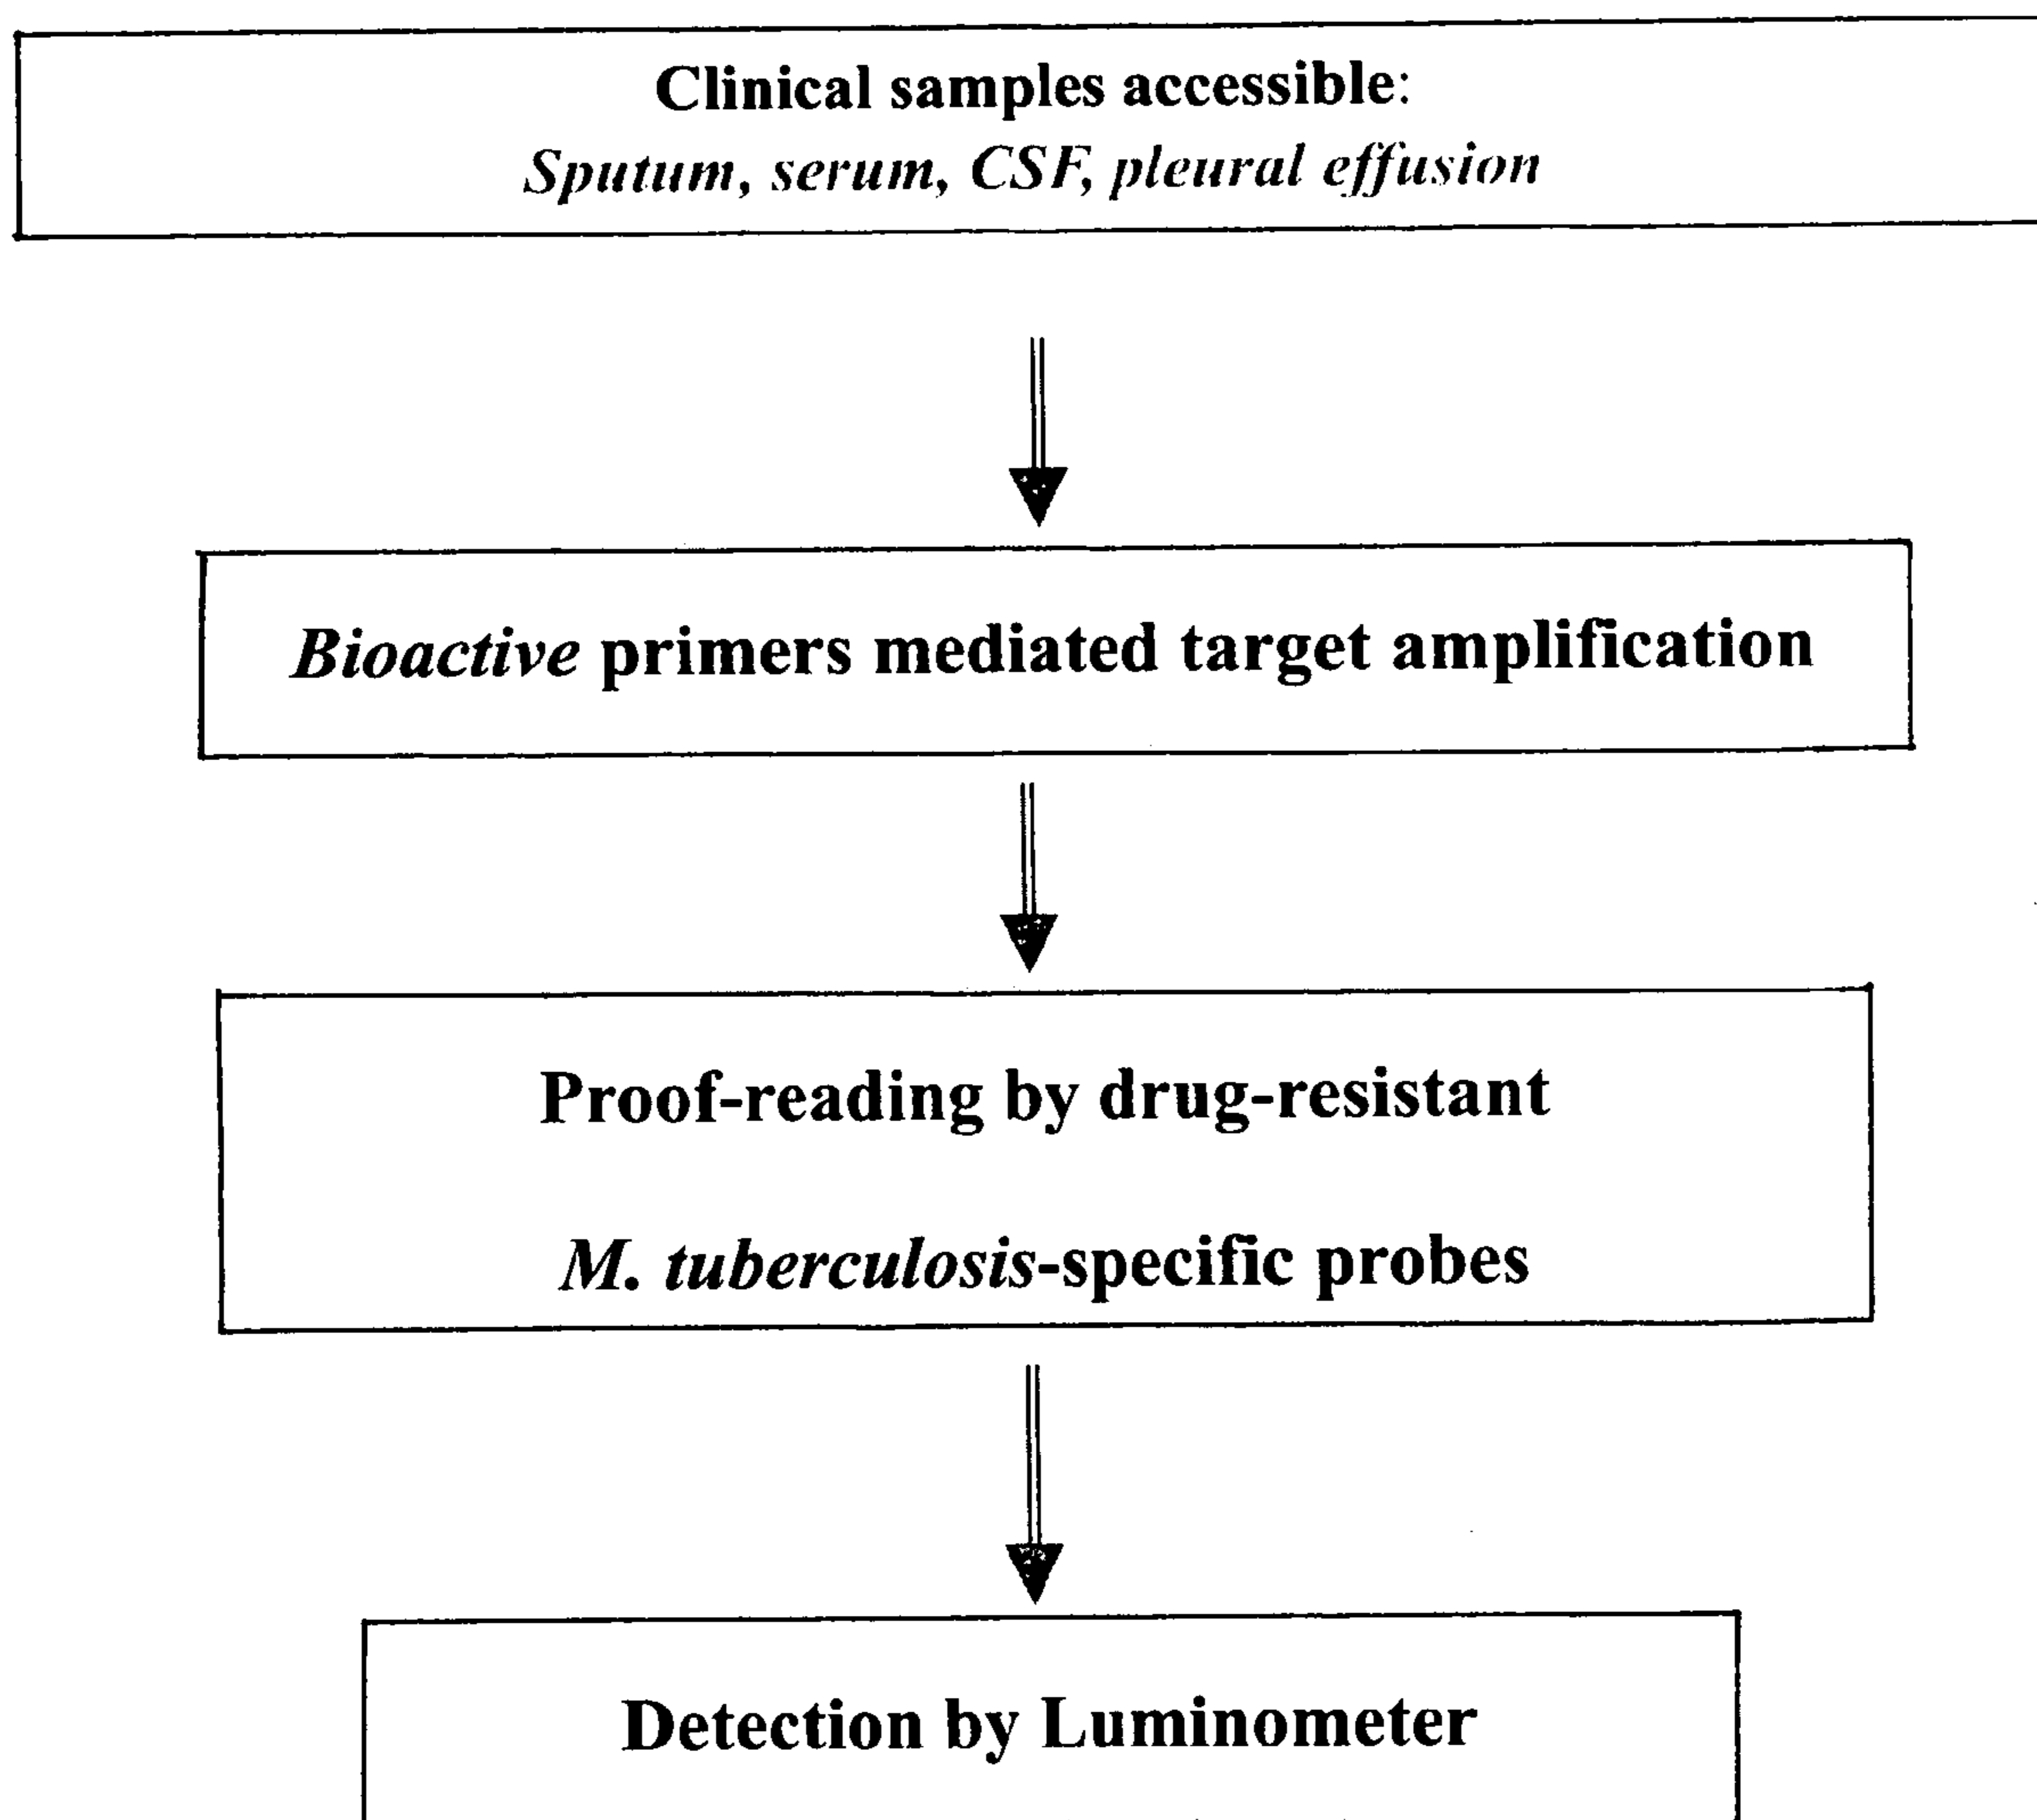 Clinical samples accessible:
Sputum, serum, CSF, pleural effusion
Bioactive primers mediated target amplification
Proof-reading by drug-resistant
M. tuberculosis-specific probes
Detection by Luminometer